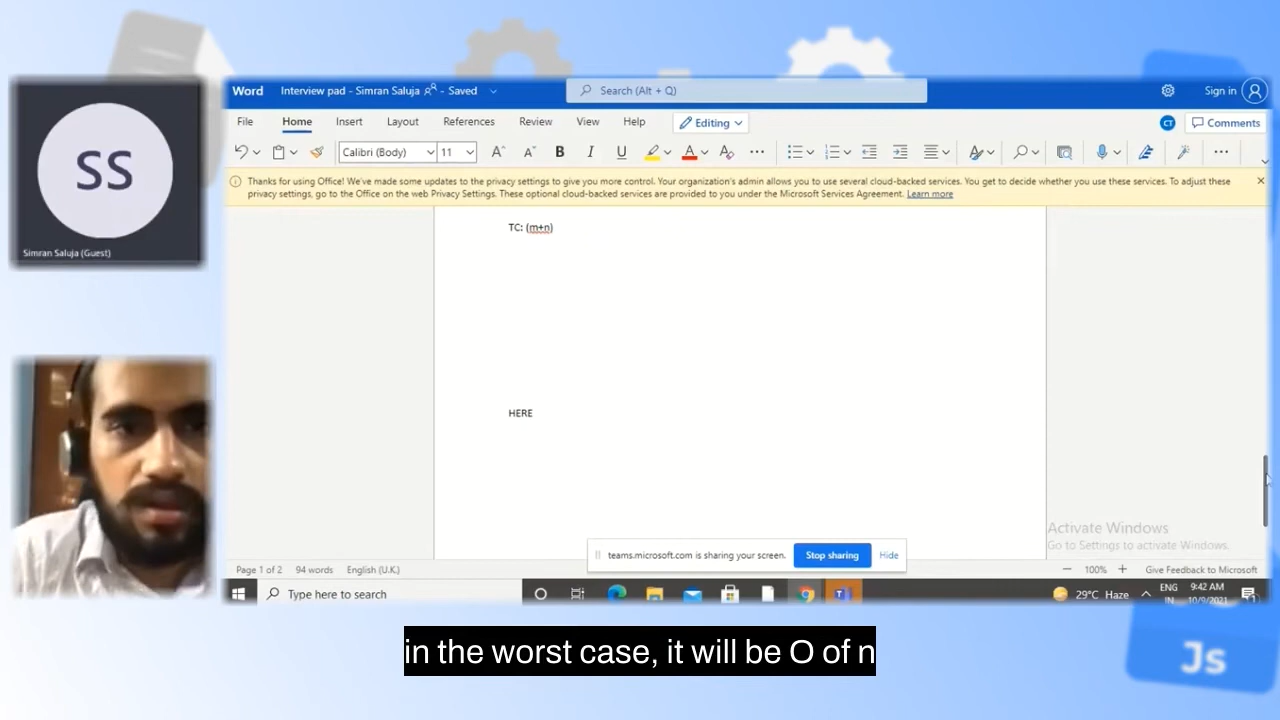 SS
Simran Saluja (Guest)
Word
Interview pad - Simran Saluja - Saved
Search (Alt + Q)
Sign in
File Home Insert Layout References Review View Help Editing
CT Comments
Calibri (Body) 11 A A B I U A A
Thanks for using Office! We've made some updates to the privacy settings to give you more control. Your organization's admin allows you to use several cloud-backed services. You get to decide whether you use these services. To adjust these
privacy settings, go to the Office on the web Privacy Settings. These optional cloud-backed services are provided to you under the Microsoft Services Agreement. Learn more
TC: (m+n)
HERE
Activate Windows
Go to Settings to activate Windows.
teams.microsoft.com is sharing your screen. Stop sharing Hide
Page 1 of 2 94 words English (U.K.) 100% Give Feedback to Microsoft
Type here to search
29°C Haze
ENG
IN
9:42 AM
10/9/2021
in the worst case, it will be O of n
Js